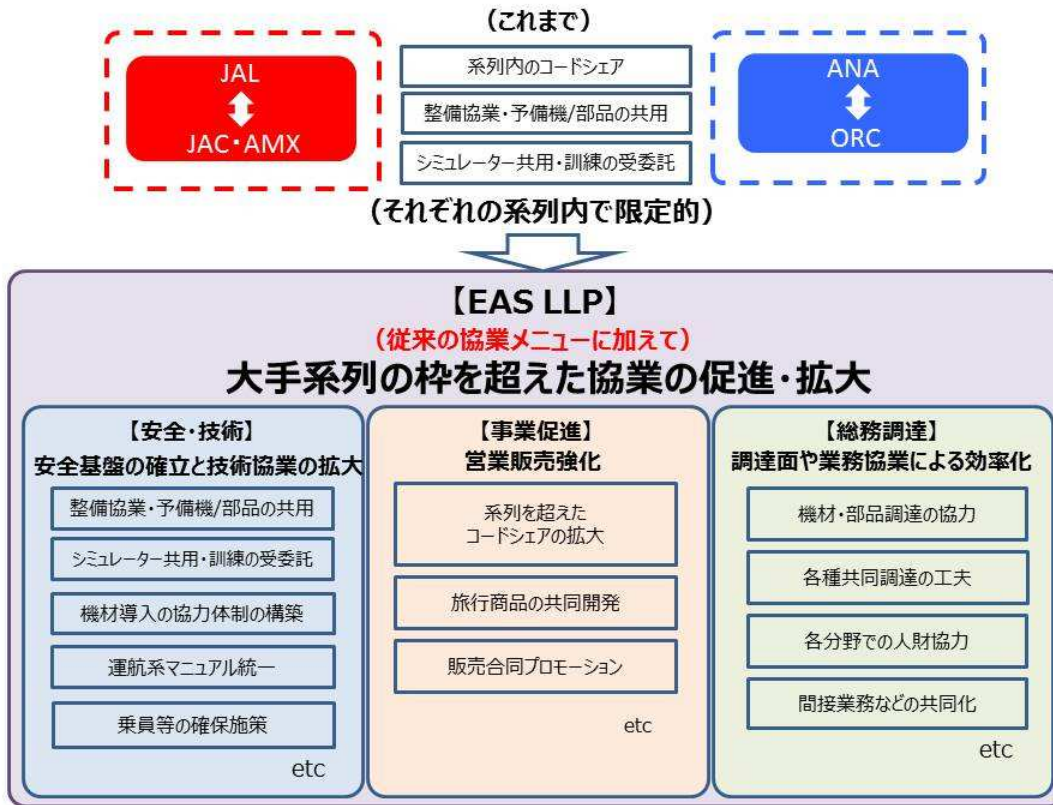 (これまで)
JAL
JAC・AMX
系列内のコードシェア
整備協業・予備機/部品の共用
シミュレーター共用・訓練の受委託
ANA
ORC
(それぞれの系列内で限定的)
【EAS LLP】
(従来の協業メニューに加えて)
大手系列の枠を超えた協業の促進・拡大
【安全・技術】
安全基盤の確立と技術協業の拡大
整備協業・予備機/部品の共用
シミュレーター共用・訓練の受委託
機材導入の協力体制の構築
運航系マニュアル統一
乗員等の確保施策
etc
【事業促進】
営業販売強化
系列を超えた
コードシェアの拡大
旅行商品の共同開発
販売合同プロモーション
etc
【総務調達】
調達面や業務協業による効率化
機材・部品調達の協力
各種共同調達の工夫
各分野での人財協力
間接業務などの共同化
etc